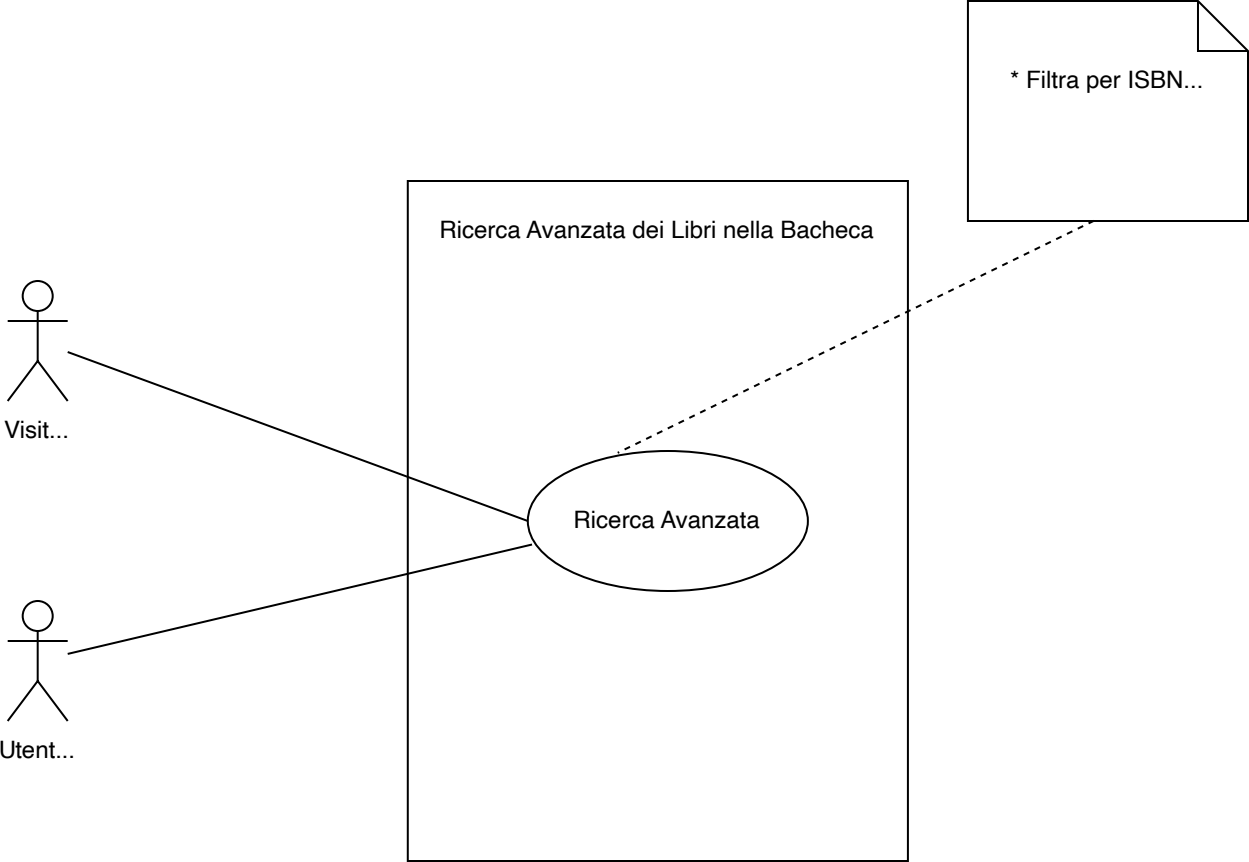 * Filtra per ISBN...
Ricerca Avanzata dei Libri nella Bacheca
Visit...
Ricerca Avanzata
Utent...